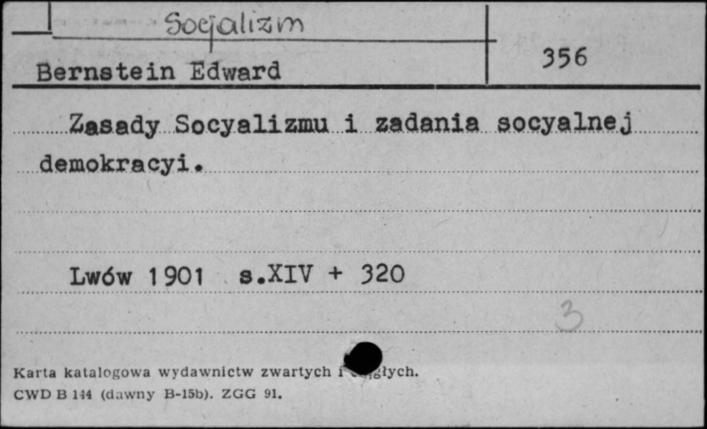 Socjalizm
Bernstein Edward
356
Zasady Socyalizmu i zadania socyalnej
demokracyi.
Lwów 1901 s.XIV + 320
3
Karta katalogowa wydawnictw zwartych i
CWD B 144 (dawny B-15b). ZGG 91.